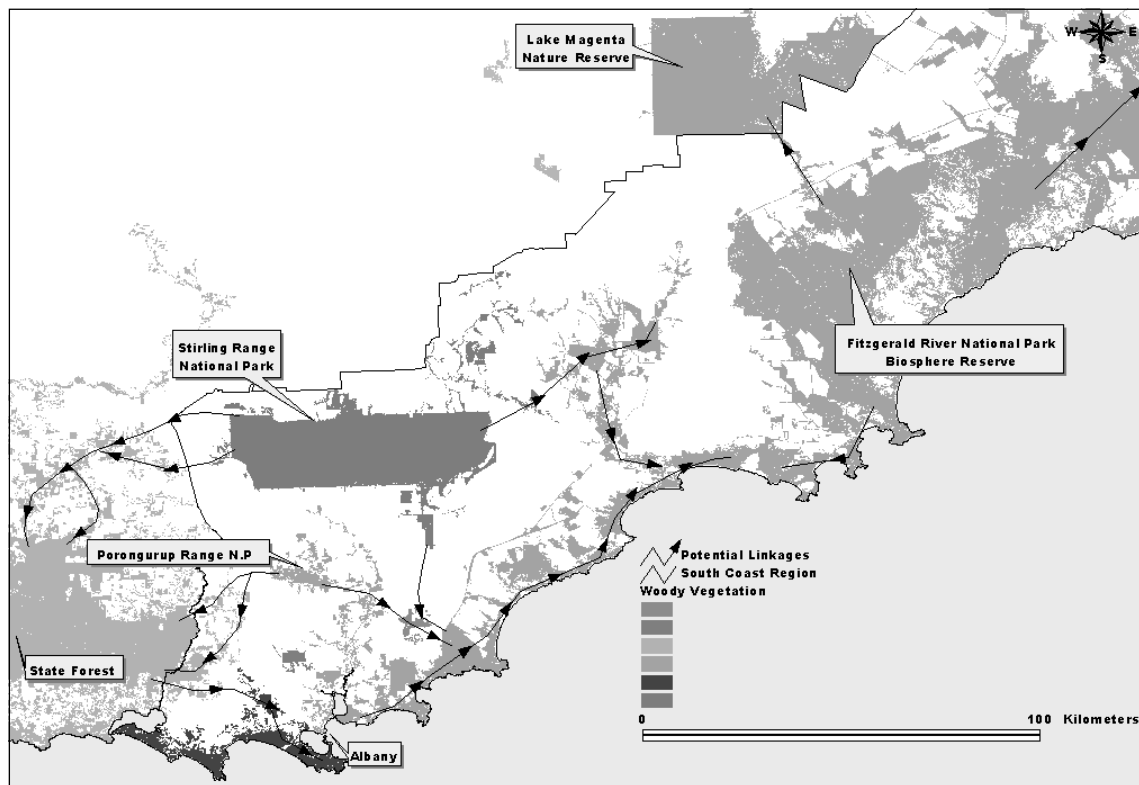 Lake Magenta
Nature Reserve
W
E
S
Stirling Range
National Park
Fitzgerald River National Park
Biosphere Reserve
Porongurup Range N.P
Potential Linkages
South Coast Region
Woody Vegetation
State Forest
0
100 Kilometers
Albany